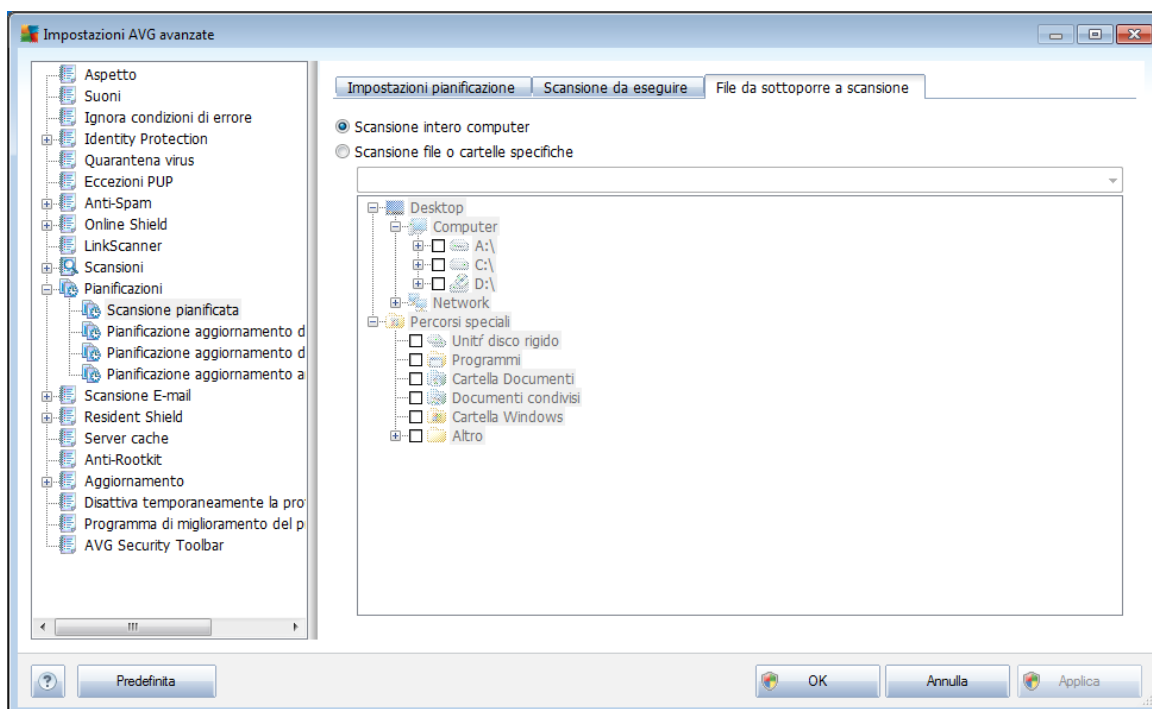 Impostazioni AVG avanzate
Aspetto
Suoni
Ignora condizioni di errore
Identity Protection
Quarantena virus
Eccezioni PUP
Anti-Spam
Online Shield
LinkScanner
Scansioni
Pianificazioni
Scansione pianificata
Pianificazione aggiornamento d
Pianificazione aggiornamento d
Pianificazione aggiornamento a
Scansione E-mail
Resident Shield
Server cache
Anti-Rootkit
Aggiornamento
Disattiva temporaneamente la pro
Programma di miglioramento del p
AVG Security Toolbar
Impostazioni pianificazione
Scansione da eseguire
File da sottoporre a scansione
Scansione intero computer
Scansione file o cartelle specifiche
Desktop
Computer
A:\
C:\
D:\
Network
Percorsi speciali
Unitť disco rigido
Programmi
Cartella Documenti
Documenti condivisi
Cartella Windows
Altro
?
Predefinita
OK
Annulla
Applica